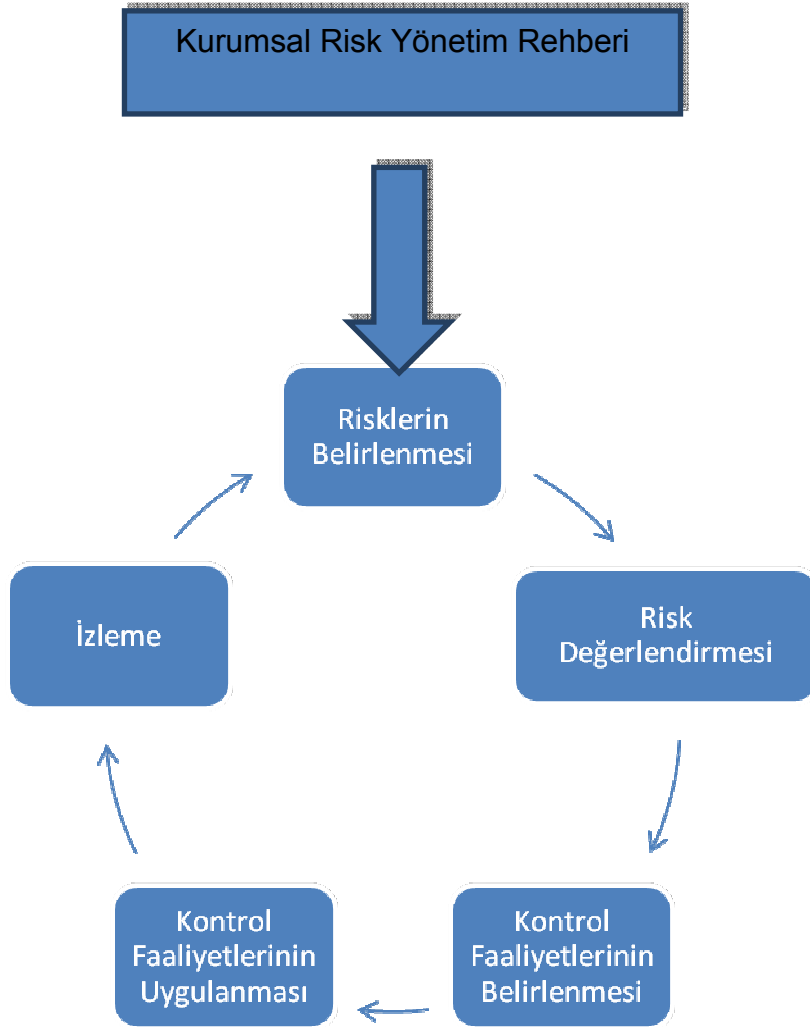 Kurumsal Risk Yönetim Rehberi
Risklerin
Belirlenmesi
Risk
Değerlendirmesi
Kontrol
Faaliyetlerinin
Belirlenmesi
Kontrol
Faaliyetlerinin
Uygulanması
İzleme